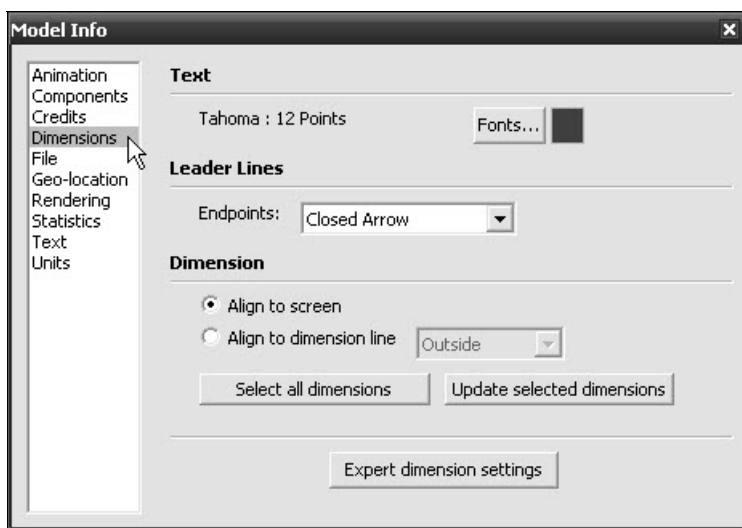 Model Info
Animation
Components
Credits
Dimensions
File
Geo-location
Rendering
Statistics
Text
Units
Text
Tahoma : 12 Points
Fonts...
Leader Lines
Endpoints: Closed Arrow
Dimension
Align to screen
Align to dimension line Outside
Select all dimensions Update selected dimensions
Expert dimension settings